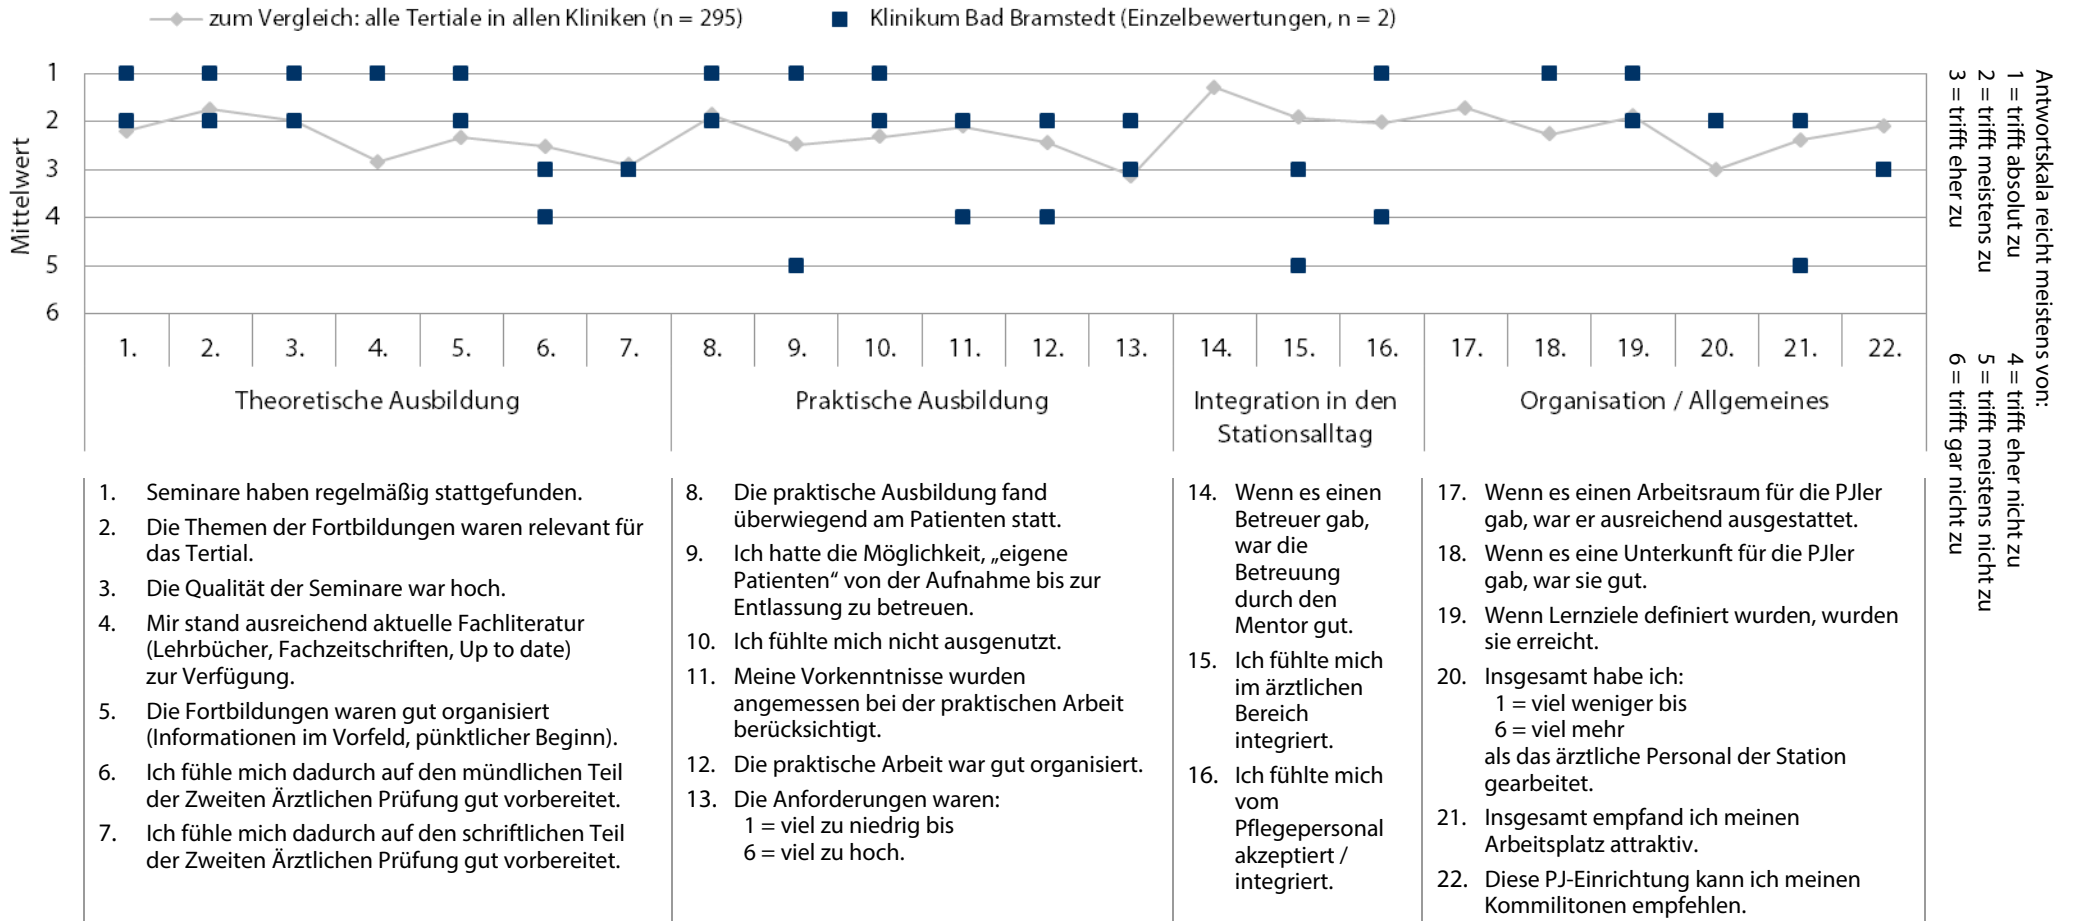 zum Vergleich: alle Tertiale in allen Kliniken (n = 295)
Klinikum Bad Bramstedt (Einzelbewertungen, n = 2)
Mittelwert
1
2
3
4
5
6
1. 2. 3. 4. 5. 6. 7. 8. 9. 10. 11. 12. 13. 14. 15. 16. 17. 18. 19. 20. 21. 22.
Theoretische Ausbildung
Praktische Ausbildung
Integration in den
Stationsalltag
Organisation / Allgemeines
1. Seminare haben regelmäßig stattgefunden.
2. Die Themen der Fortbildungen waren relevant für
das Tertial.
3. Die Qualität der Seminare war hoch.
4. Mir stand ausreichend aktuelle Fachliteratur
(Lehrbücher, Fachzeitschriften, Up to date)
zur Verfügung.
5. Die Fortbildungen waren gut organisiert
(Informationen im Vorfeld, pünktlicher Beginn).
6. Ich fühle mich dadurch auf den mündlichen Teil
der Zweiten Ärztlichen Prüfung gut vorbereitet.
7. Ich fühle mich dadurch auf den schriftlichen Teil
der Zweiten Ärztlichen Prüfung gut vorbereitet.
8. Die praktische Ausbildung fand
überwiegend am Patienten statt.
9. Ich hatte die Möglichkeit, „eigene
Patienten“ von der Aufnahme bis zur
Entlassung zu betreuen.
10. Ich fühlte mich nicht ausgenutzt.
11. Meine Vorkenntnisse wurden
angemessen bei der praktischen Arbeit
berücksichtigt.
12. Die praktische Arbeit war gut organisiert.
13. Die Anforderungen waren:
1 = viel zu niedrig bis
6 = viel zu hoch.
14. Wenn es einen
Betreuer gab,
war die
Betreuung
durch den
Mentor gut.
15. Ich fühlte mich
im ärztlichen
Bereich
integriert.
16. Ich fühlte mich
vom
Pflegepersonal
akzeptiert /
integriert.
17. Wenn es einen Arbeitsraum für die PJler
gab, war er ausreichend ausgestattet.
18. Wenn es eine Unterkunft für die PJler
gab, war sie gut.
19. Wenn Lernziele definiert wurden, wurden
sie erreicht.
20. Insgesamt habe ich:
1 = viel weniger bis
6 = viel mehr
als das ärztliche Personal der Station
gearbeitet.
21. Insgesamt empfand ich meinen
Arbeitsplatz attraktiv.
22. Diese PJ-Einrichtung kann ich meinen
Kommilitonen empfehlen.
Antwortskala reicht meistens von:
1 = trifft absolut zu 4 = trifft eher nicht zu
2 = trifft meistens zu 5 = trifft meistens nicht zu
3 = trifft eher zu 6 = trifft gar nicht zu